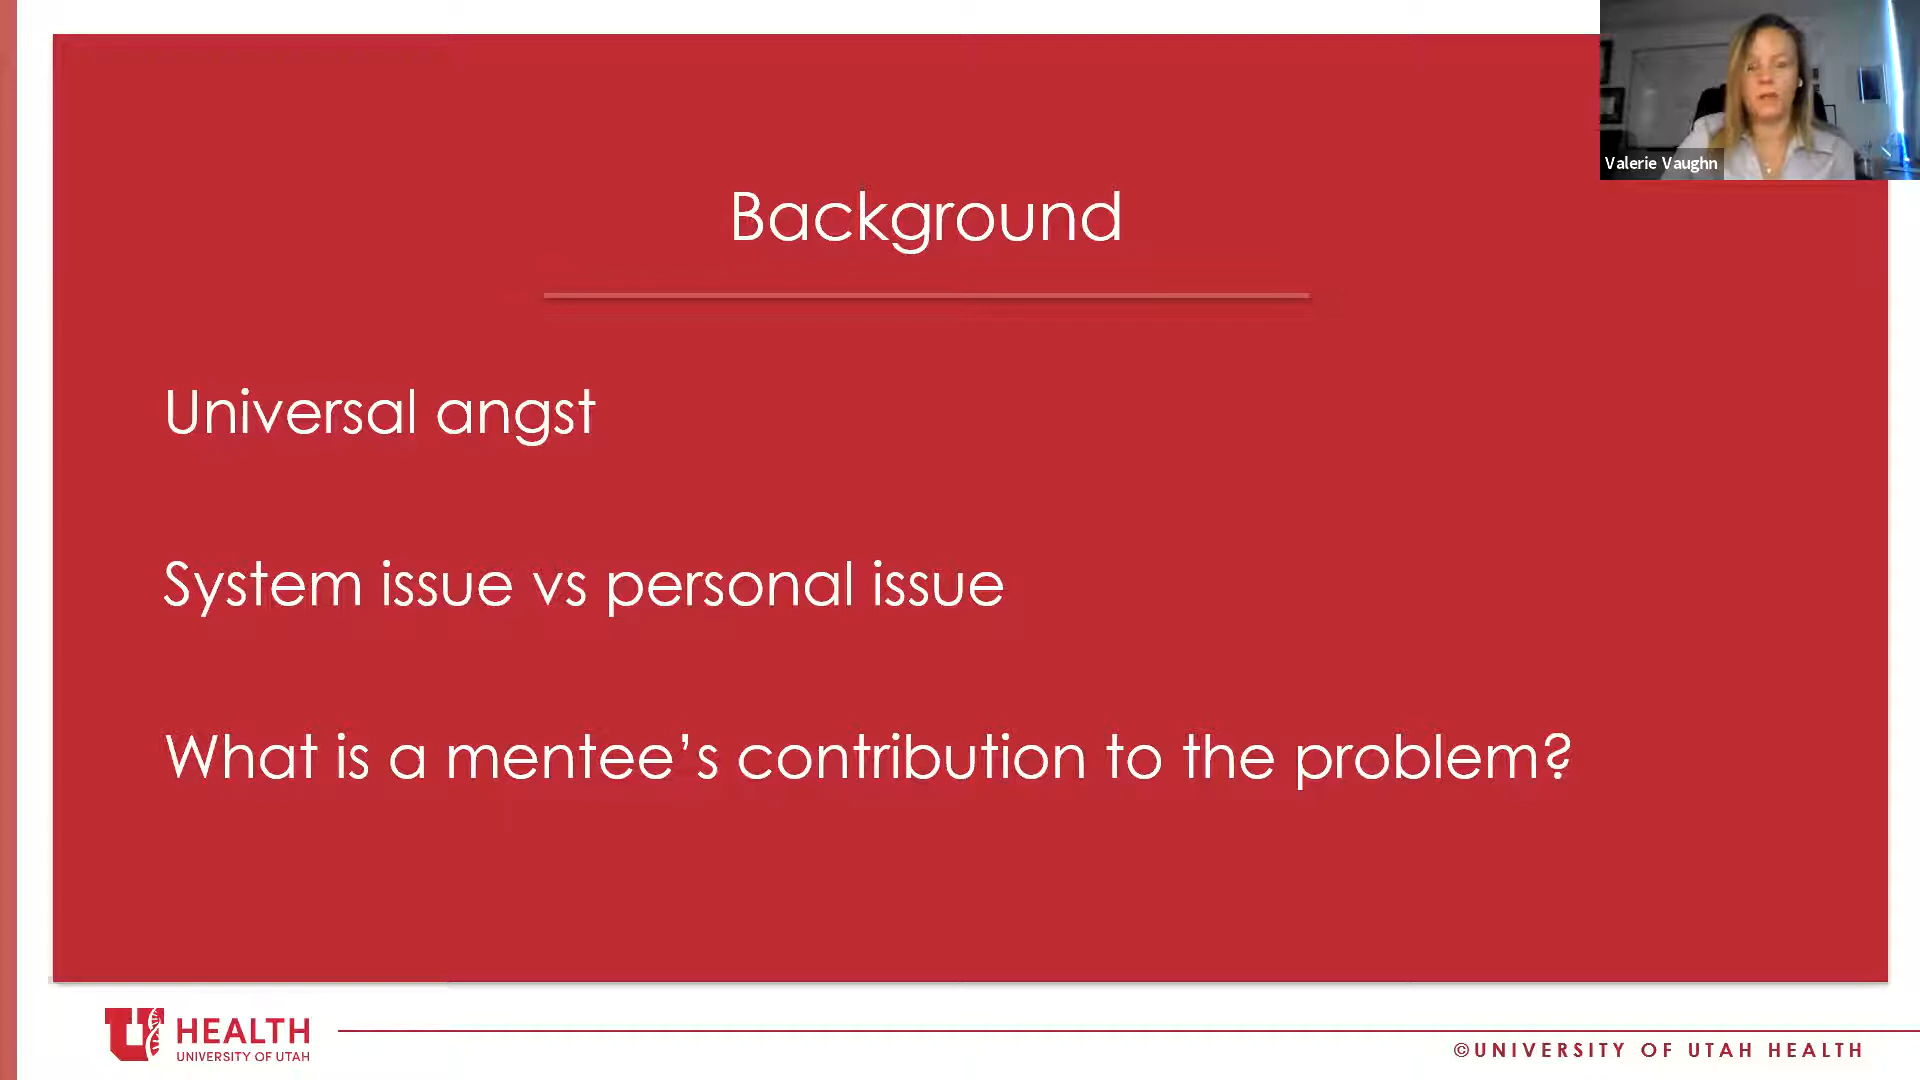 Valerie Vaughn
Background
Universal angst
System issue vs personal issue
What is a mentee’s contribution to the problem?
U HEALTH
UNIVERSITY OF UTAH
©UNIVERSITY OF UTAH HEALTH